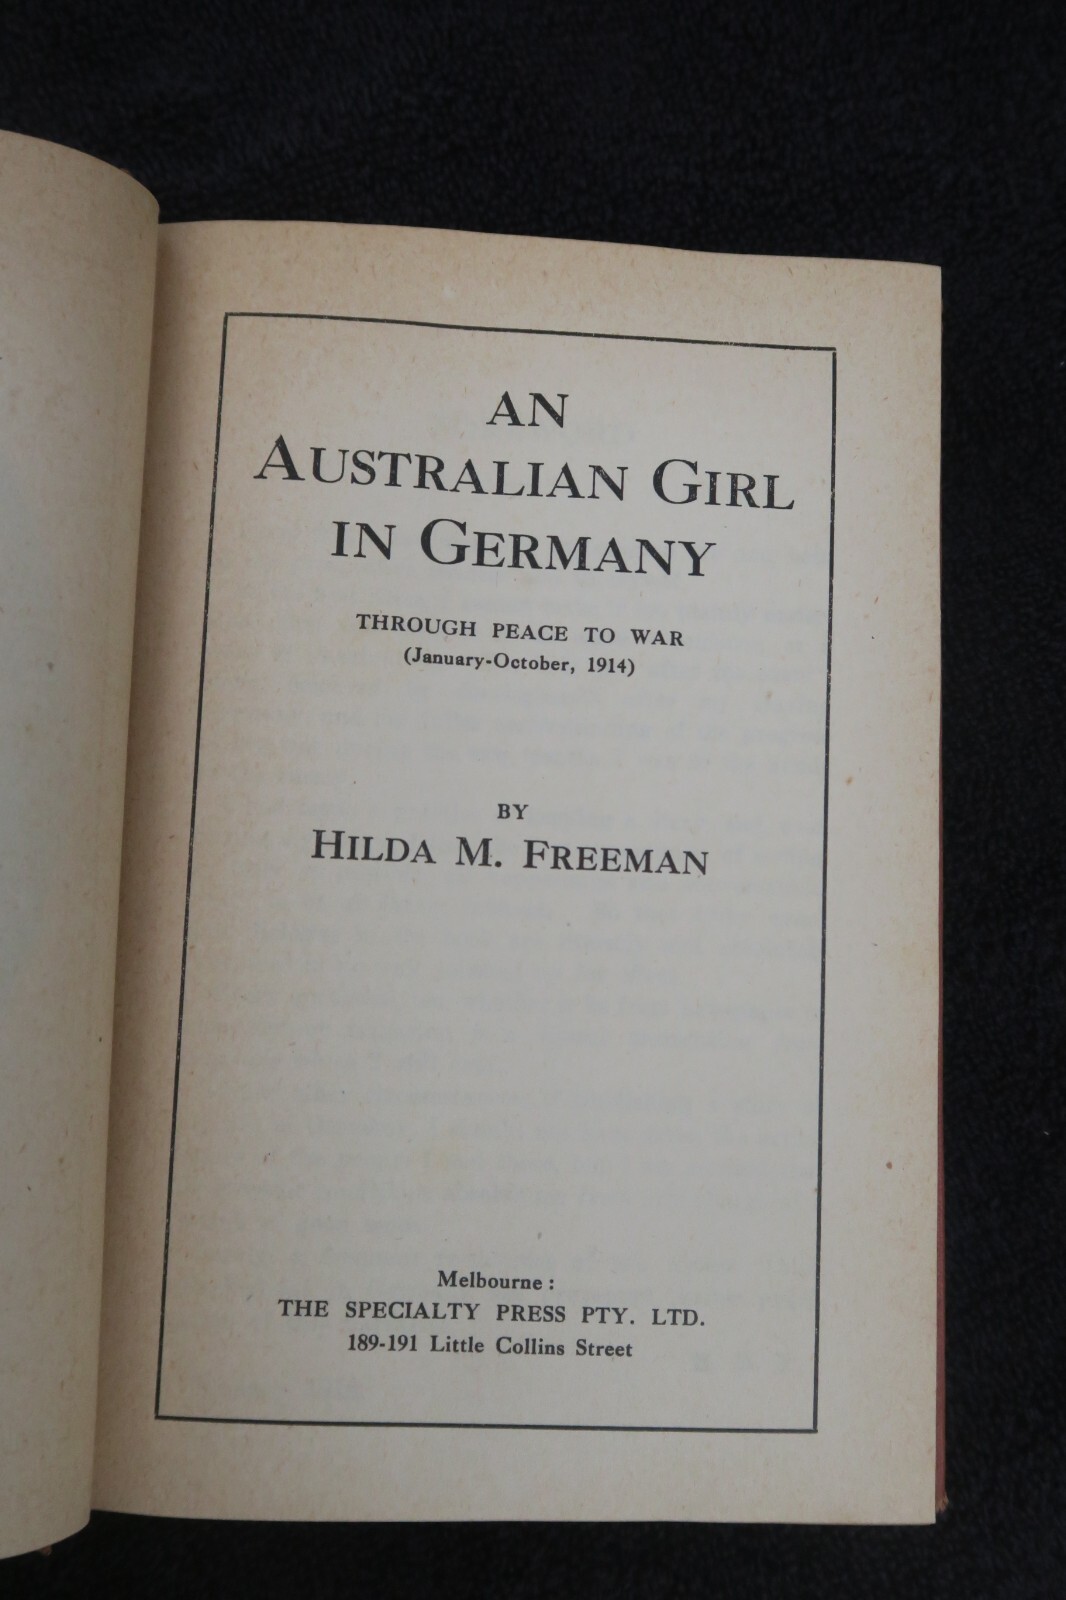 AN
AUSTRALIAN GIRL
IN GERMANY
THROUGH PEACE TO WAR
(January-October, 1914)
BY
HILDA M. FREEMAN
Melbourne:
THE SPECIALTY PRESS PTY. LTD.
189-191 Little Collins Street